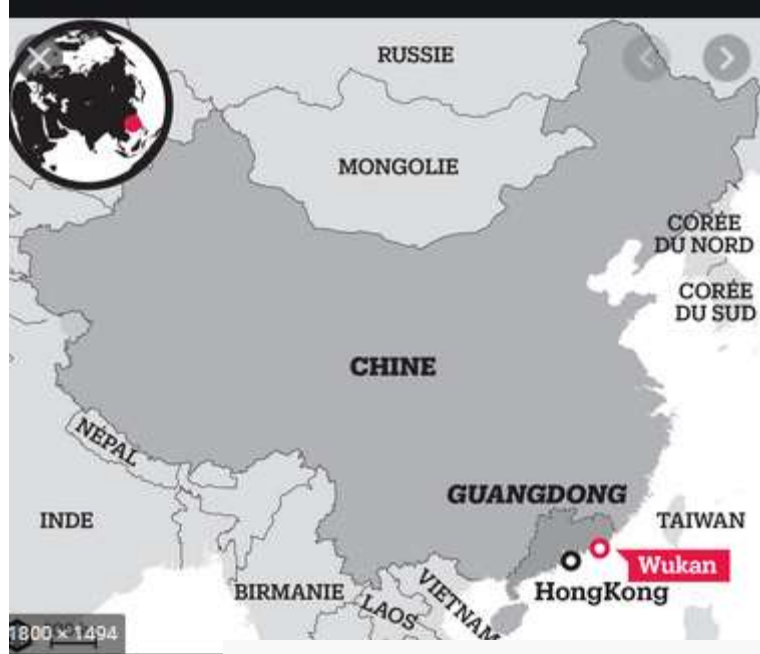 RUSSIE
MONGOLIE
CORÉE
DU NORD
CORÉE
DU SUD
CHINE
NÉPAL
GUANGDONG
INDE
TAIWAN
Wukan
BIRMANIE
HongKong
LAOS
VIETNAM
1800 × 1494